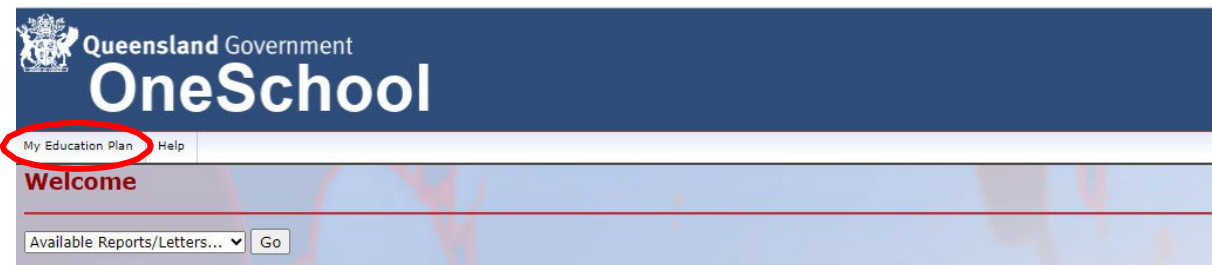 Queensland Government
OneSchool
My Education Plan Help
Welcome
Available Reports/Letters... Go